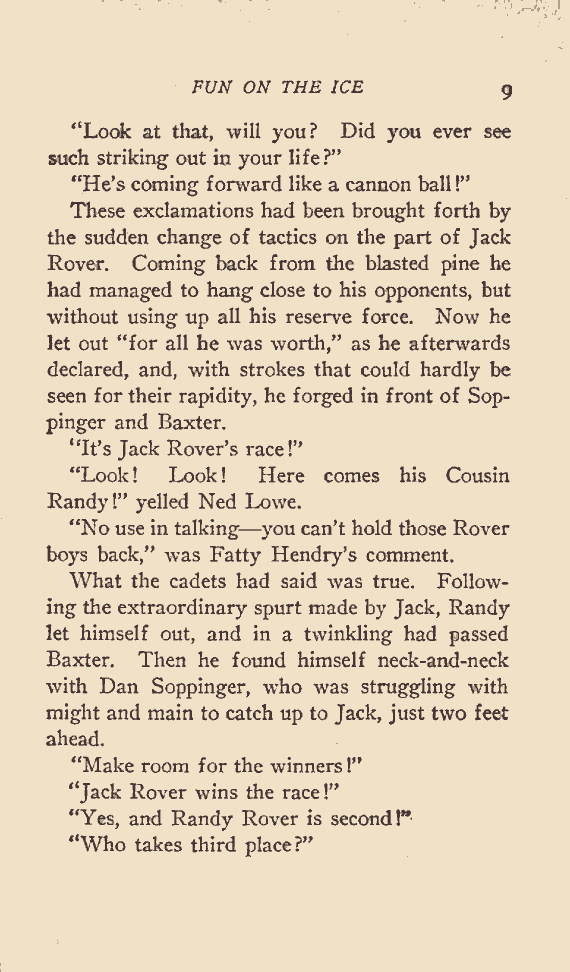 FUN ON THE ICE 9
“Look at that, will you? Did you ever see
such striking out in your life?”
“He’s coming forward like a cannon ball!”
These exclamations had been brought forth by
the sudden change of tactics on the part of Jack
Rover. Coming back from the blasted pine he
had managed to hang close to his opponents, but
without using up all his reserve force. Now he
let out “for all he was worth,” as he afterwards
declared, and, with strokes that could hardly be
seen for their rapidity, he forged in front of Sop-
pinger and Baxter.
“It’s Jack Rover’s race!”
“Look! Look! Here comes his Cousin
Randy!” yelled Ned Lowe.
“No use in talking—you can’t hold those Rover
boys back,” was Fatty Hendry’s comment.
What the cadets had said was true. Follow-
ing the extraordinary spurt made by Jack, Randy
let himself out, and in a twinkling had passed
Baxter. Then he found himself neck-and-neck
with Dan Soppinger, who was struggling with
might and main to catch up to Jack, just two feet
ahead.
“Make room for the winners!”
“Jack Rover wins the race!”
“Yes, and Randy Rover is second!”
“Who takes third place?”